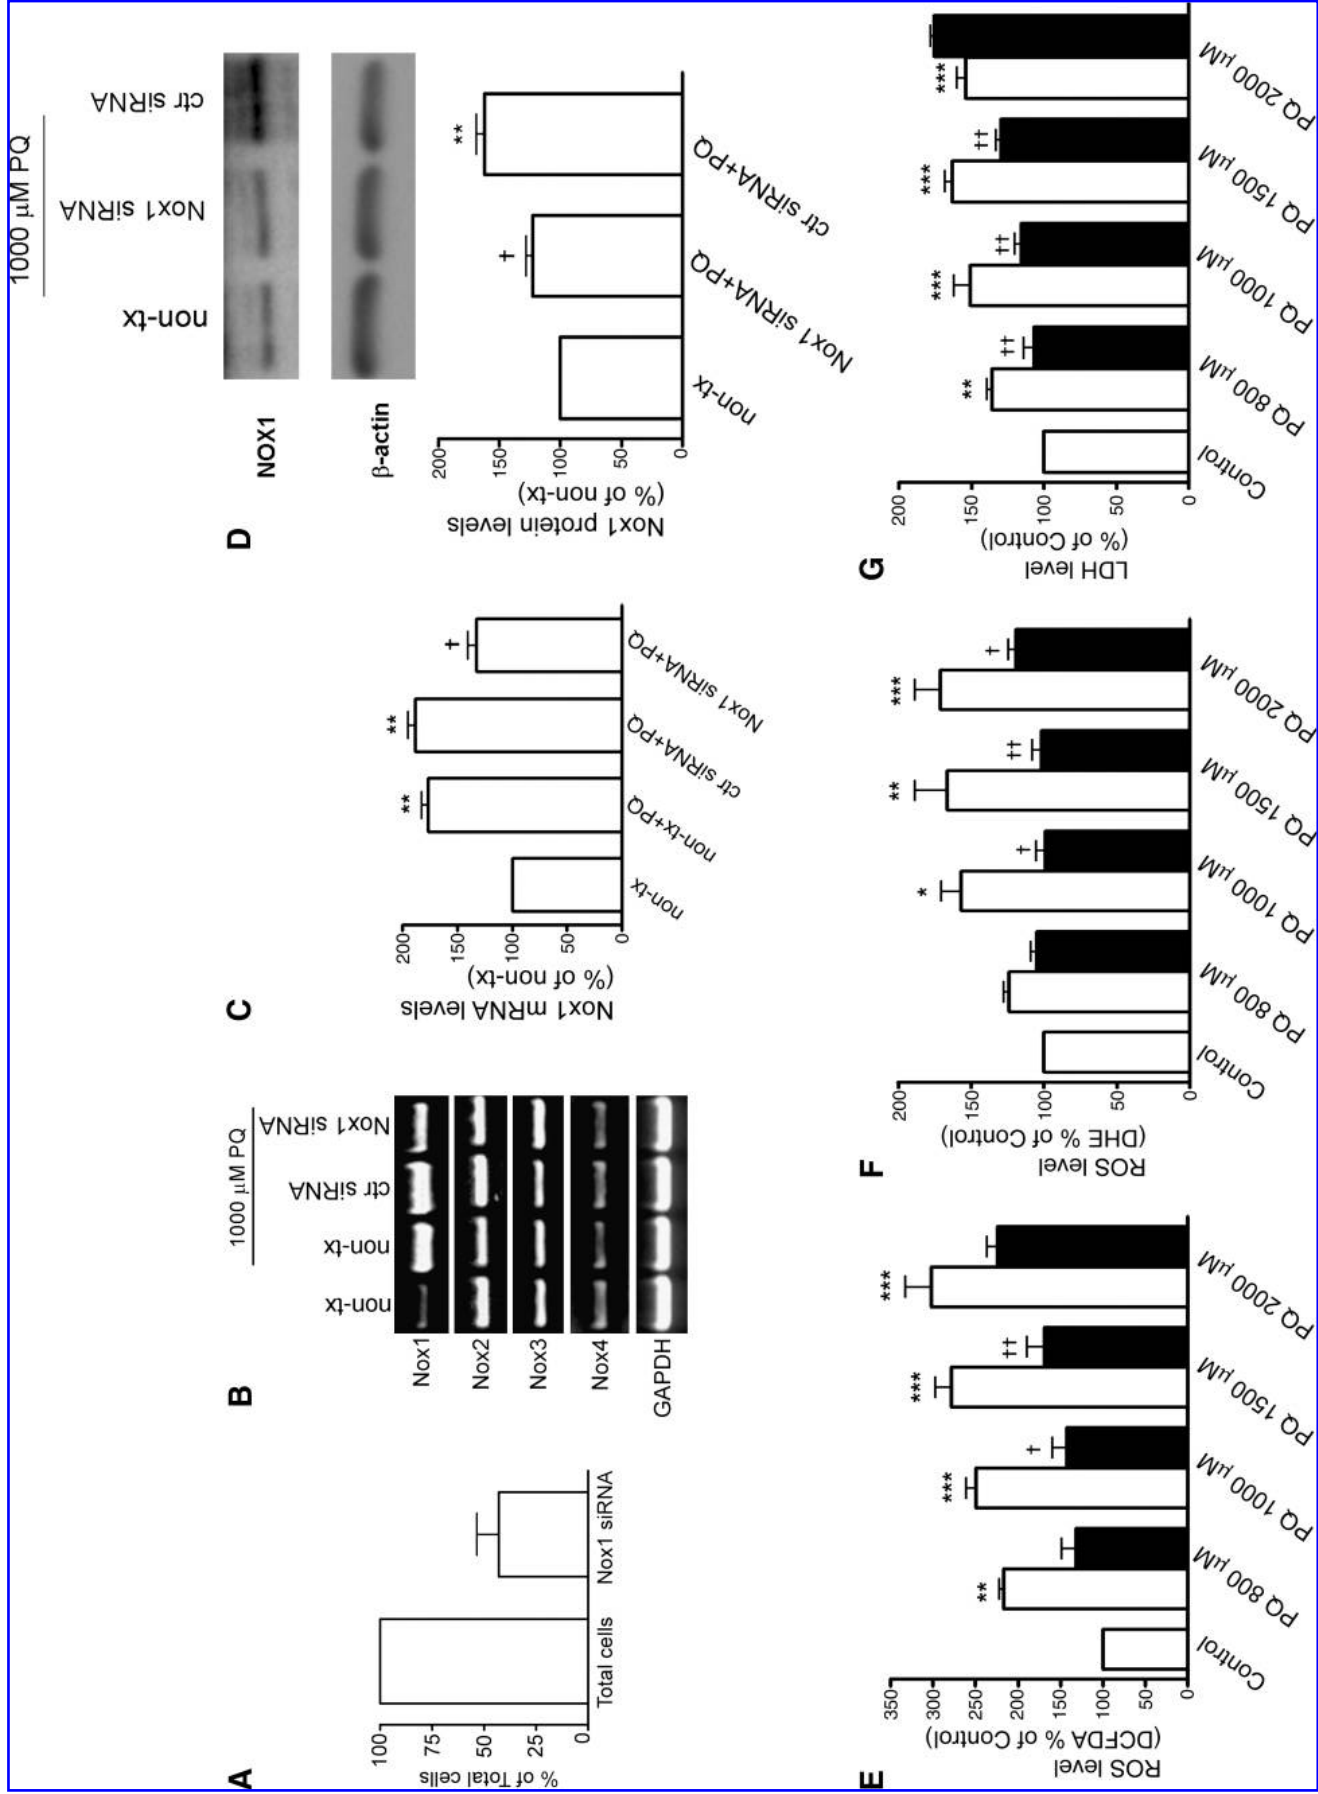 A
% of Total cells
100
75
50
25
0
Total cells
Nox1 siRNA
B
1000 µM PQ
non-tx
non-tx
ctr siRNA
Nox1 siRNA
Nox1
Nox2
Nox3
Nox4
GAPDH
C
Nox1 mRNA levels
(% of non-tx)
200
150
100
50
0
**
**
†
non-tx
non-tx+PQ
ctr siRNA+PQ
Nox1 siRNA+PQ
D
1000 µM PQ
non-tx
Nox1 siRNA
ctr siRNA
NOX1
β-actin
Nox1 protein levels
(% of non-tx)
200
150
100
50
0
†
**
non-tx
Nox1 siRNA+PQ
ctr siRNA+PQ
E
ROS level
(DCFDA % of Control)
350
300
250
200
150
100
50
0
**
***
†
***
††
***
Control
PQ 800 µM
PQ 1000 µM
PQ 1500 µM
PQ 2000 µM
F
ROS level
(DHE % of Control)
200
150
100
50
0
*
†
**
††
***
†
Control
PQ 800 µM
PQ 1000 µM
PQ 1500 µM
PQ 2000 µM
G
LDH level
(% of Control)
200
150
100
50
0
**
††
***
††
***
††
***
Control
PQ 800 µM
PQ 1000 µM
PQ 1500 µM
PQ 2000 µM